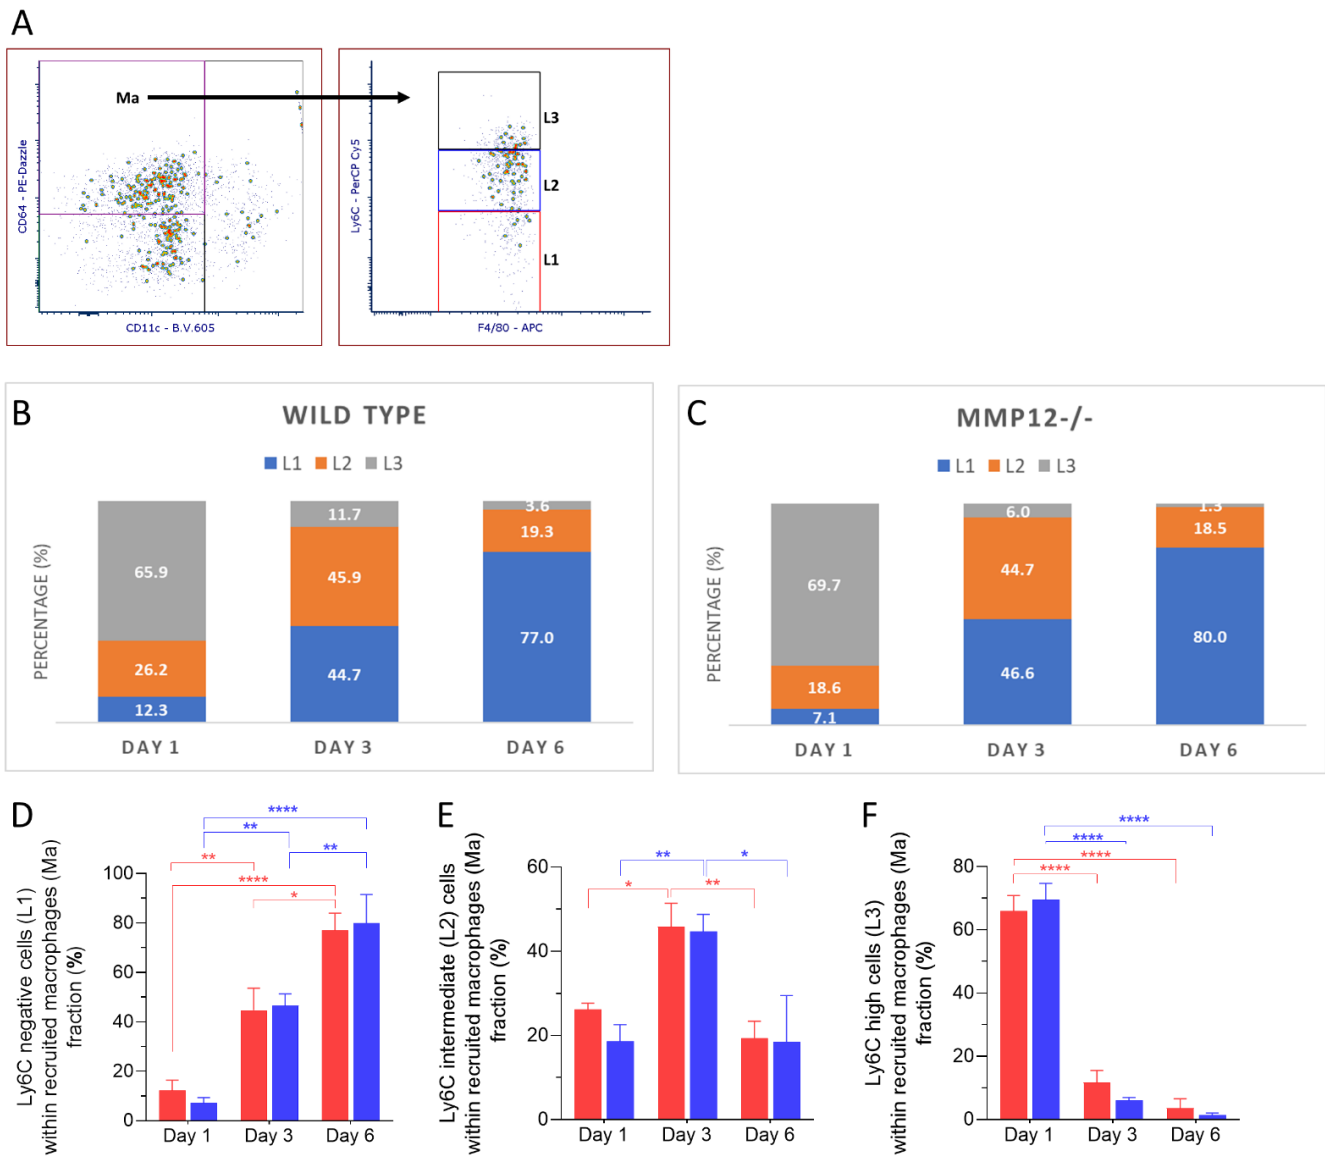 A
Ma
L3
L2
L1
CD64 - PE-Dazzle
CD11c - B.V.605
Ly6C - PerCP Cy5
F4/80 - APC
B
WILD TYPE
L1 L2 L3
PERCENTAGE (%)
65.9
26.2
12.3
11.7
45.9
44.7
3.6
19.3
77.0
DAY 1 DAY 3 DAY 6
C
MMP12-/-
L1 L2 L3
PERCENTAGE (%)
69.7
18.6
7.1
6.0
44.7
46.6
1.3
18.5
80.0
DAY 1 DAY 3 DAY 6
D
Ly6C negative cells (L1)
within recruited macrophages (Ma)
fraction (%)
100
80
60
40
20
0
****
**
**
**
****
*
Day 1 Day 3 Day 6
E
Ly6C intermediate (L2) cells
within recruited macrophages (Ma)
fraction (%)
60
40
20
0
**
*
*
**
Day 1 Day 3 Day 6
F
Ly6C high cells (L3)
within recruited macrophages (Ma)
fraction (%)
80
60
40
20
0
****
****
****
****
Day 1 Day 3 Day 6